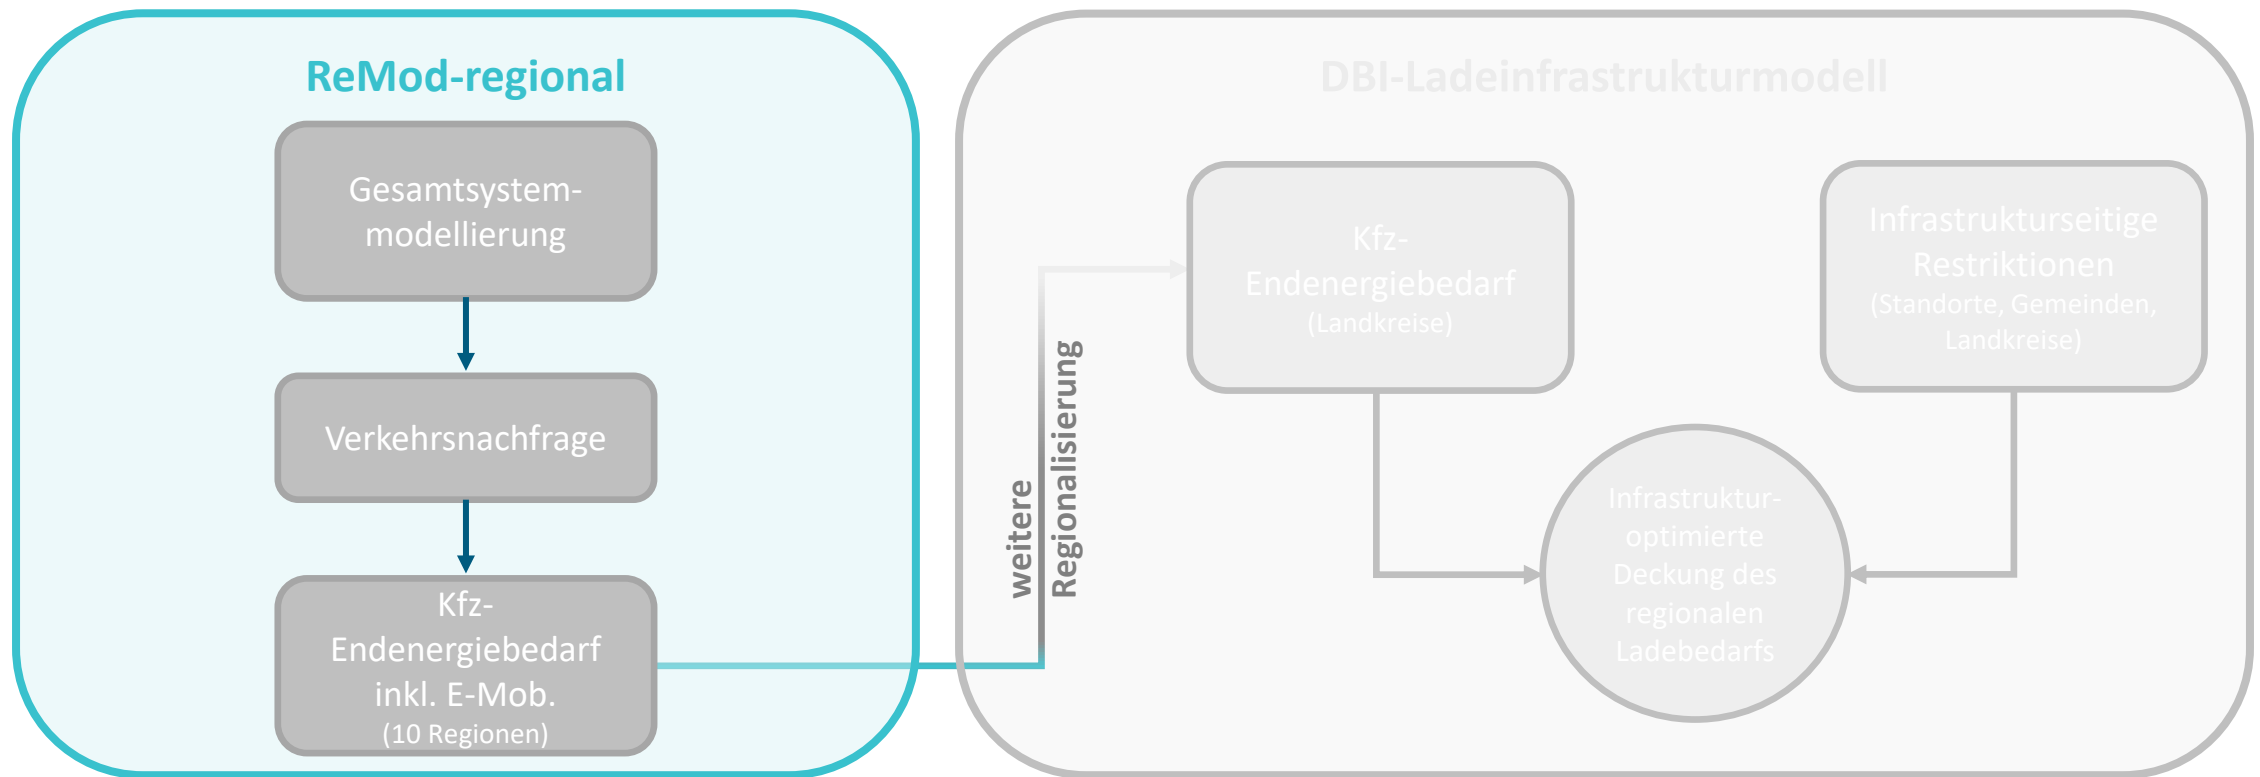 ReMod-regional
Gesamtsystem-
modellierung
Verkehrsnachfrage
Kfz-
Endenergiebedarf
inkl. E-Mob.
(10 Regionen)
weitere
Regionalisierung
DBI-Ladeinfrastrukturmodell
Kfz-
Endenergiebedarf
(Landkreise)
Infrastrukturseitige
Restriktionen
(Standorte, Gemeinden,
Landkreise)
Infrastruktur-
optimierte
Deckung des
regionalen
Ladebedarfs